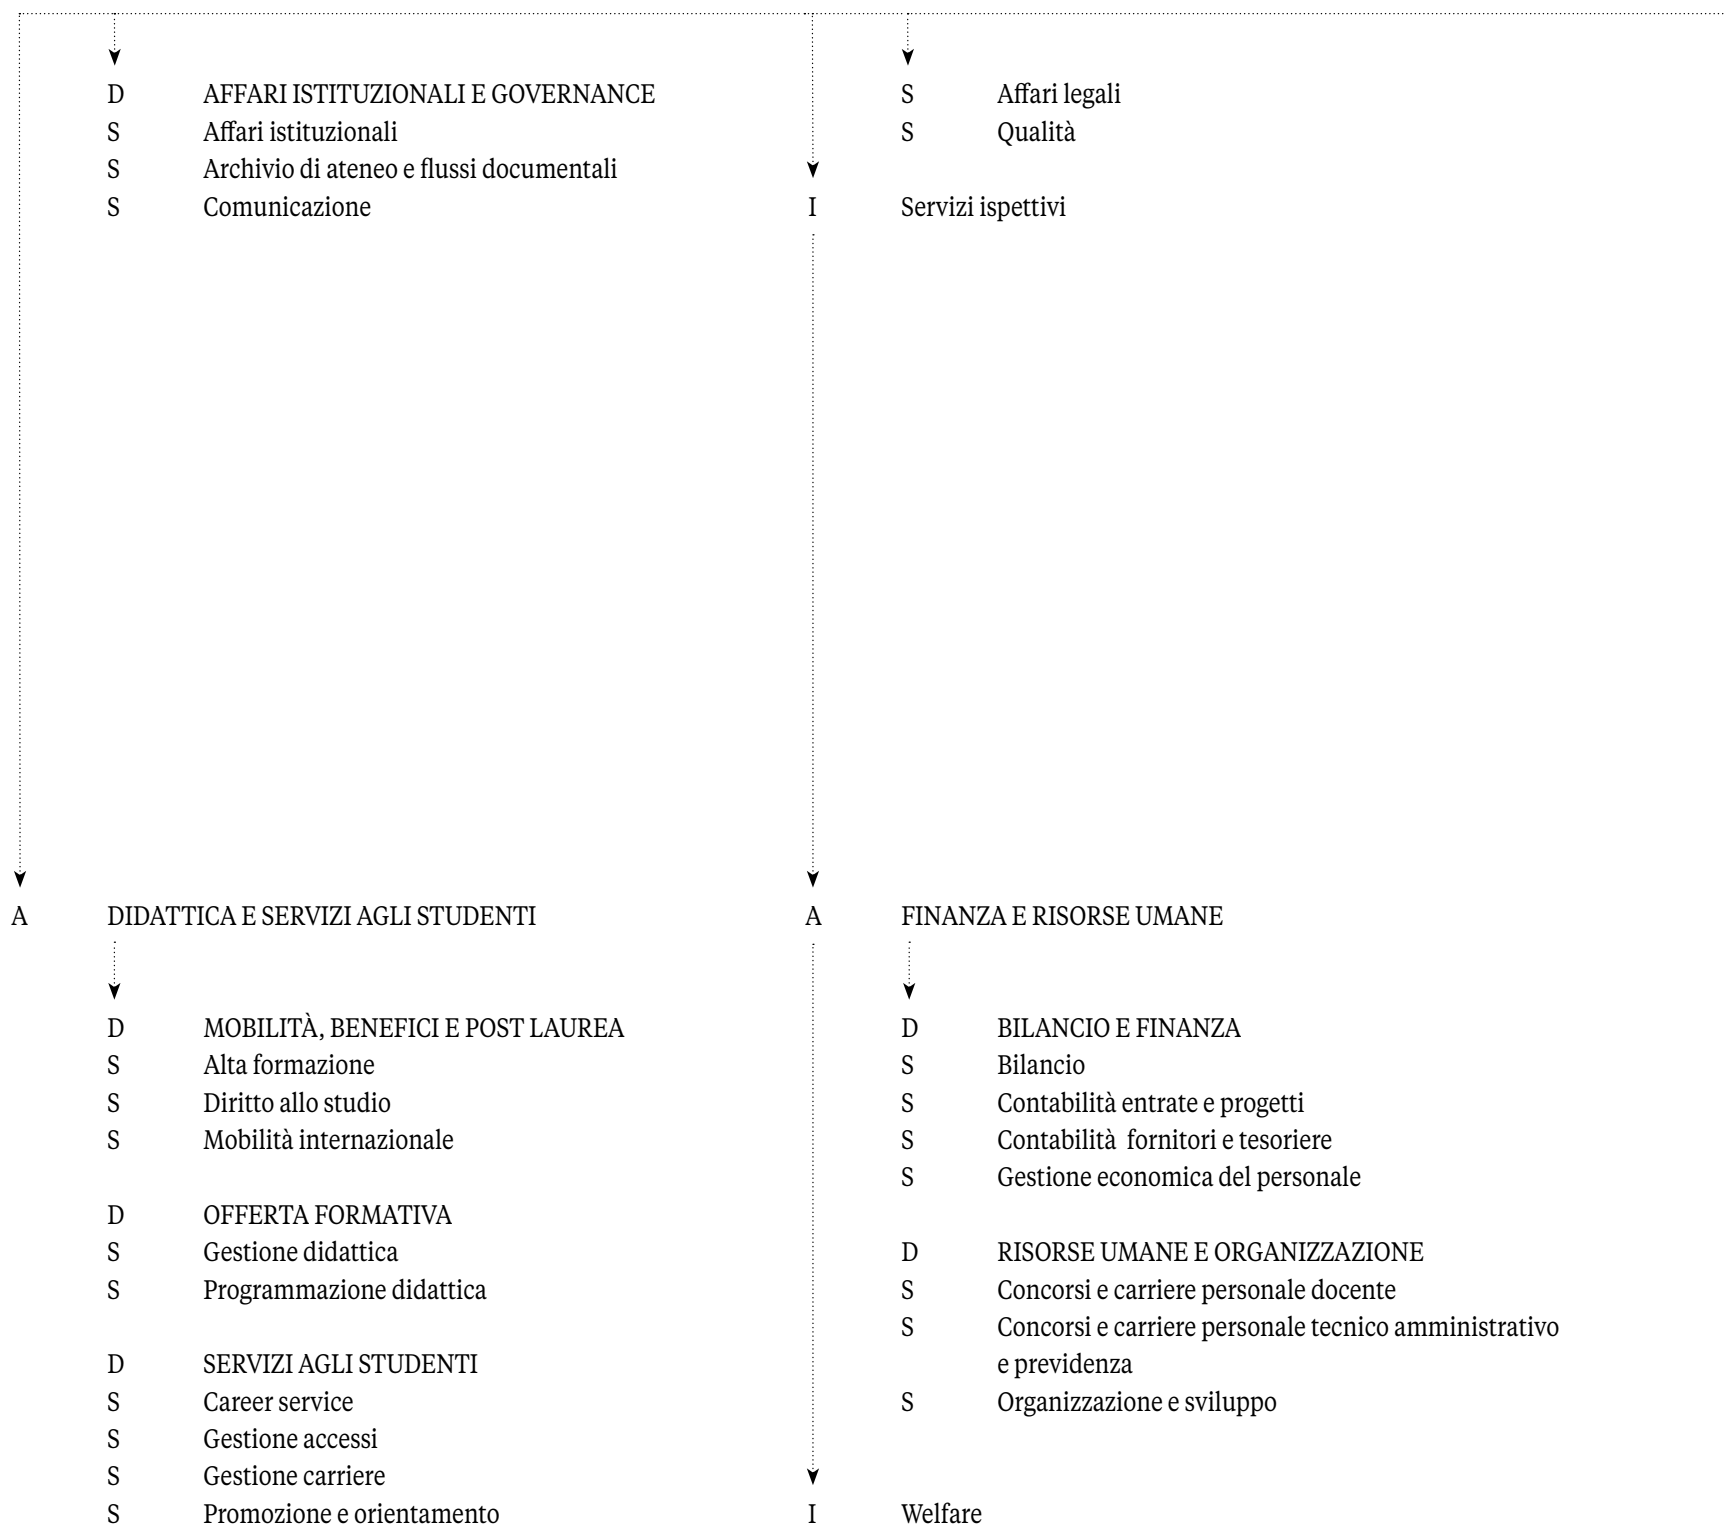 D AFFARI ISTITUZIONALI E GOVERNANCE
S Affari istituzionali
S Archivio di ateneo e flussi documentali
S Comunicazione
S Affari legali
S Qualità
I Servizi ispettivi
A DIDATTICA E SERVIZI AGLI STUDENTI
D MOBILITÀ, BENEFICI E POST LAUREA
S Alta formazione
S Diritto allo studio
S Mobilità internazionale
D OFFERTA FORMATIVA
S Gestione didattica
S Programmazione didattica
D SERVIZI AGLI STUDENTI
S Career service
S Gestione accessi
S Gestione carriere
S Promozione e orientamento
A FINANZA E RISORSE UMANE
D BILANCIO E FINANZA
S Bilancio
S Contabilità entrate e progetti
S Contabilità fornitori e tesoriere
S Gestione economica del personale
D RISORSE UMANE E ORGANIZZAZIONE
S Concorsi e carriere personale docente
S Concorsi e carriere personale tecnico amministrativo
e previdenza
S Organizzazione e sviluppo
I Welfare